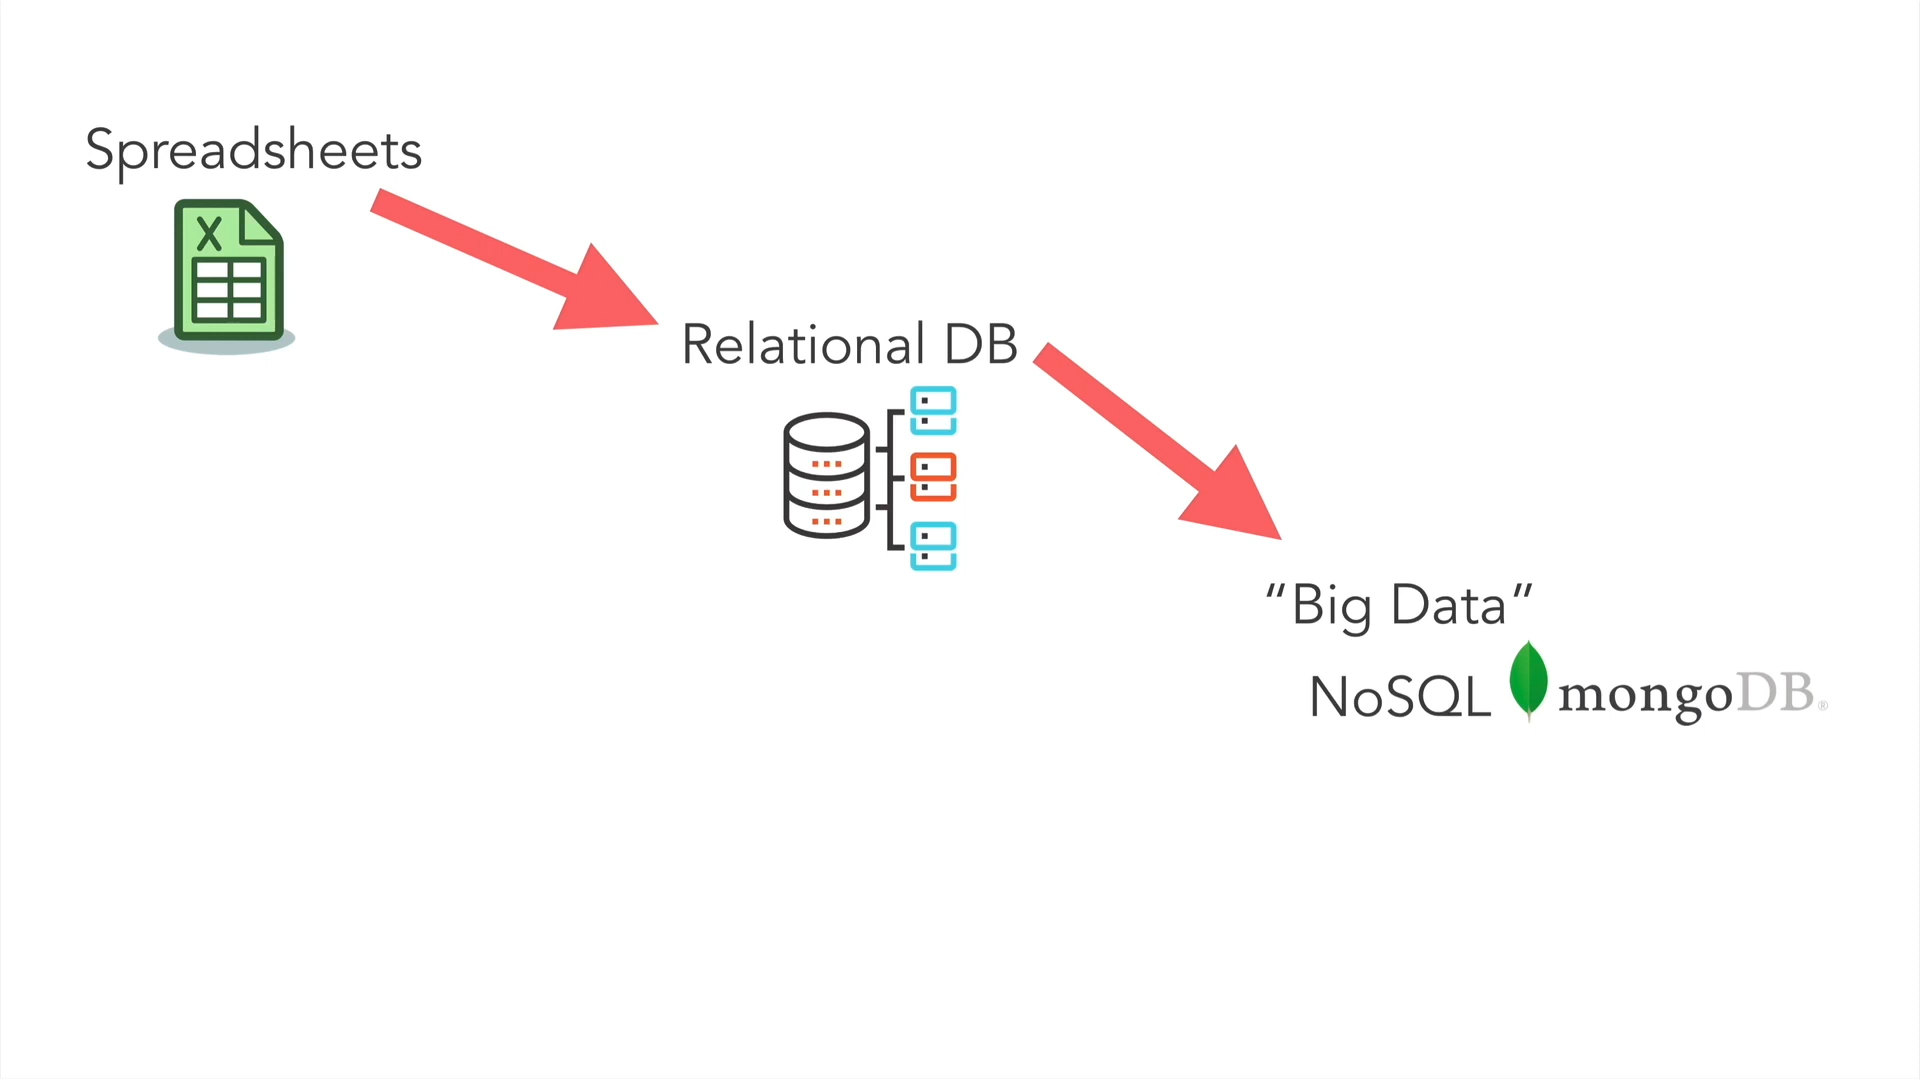 Spreadsheets
X
Relational DB
“Big Data”
NoSQL mongoDB®